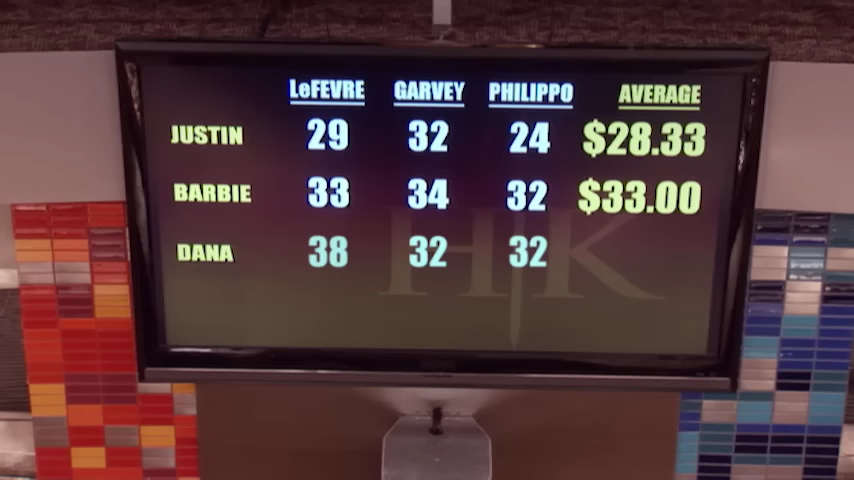 LeFEVRE GARVEY PHILIPPO AVERAGE
JUSTIN 29 32 24 $28.33
BARBIE 33 34 32 $33.00
DANA 38 32 32
HK